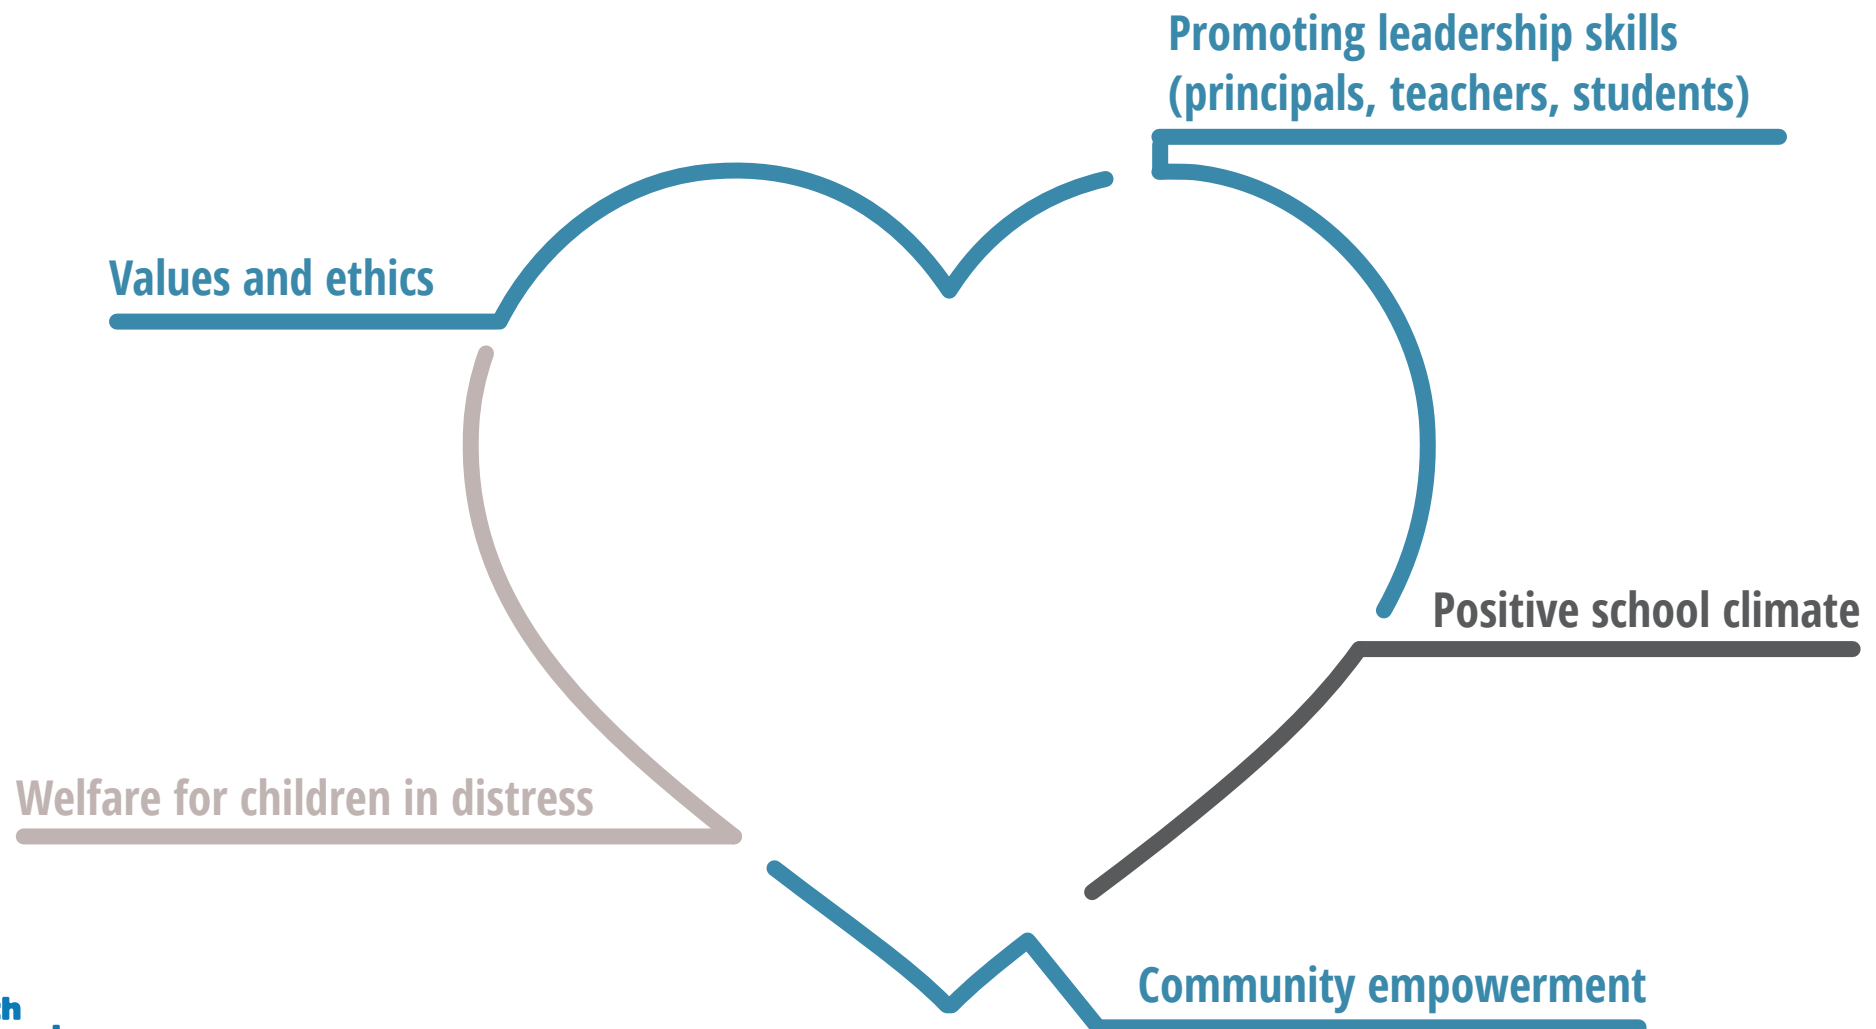 Promoting leadership skills
(principals, teachers, students)
Values and ethics
Positive school climate
Welfare for children in distress
Community empowerment